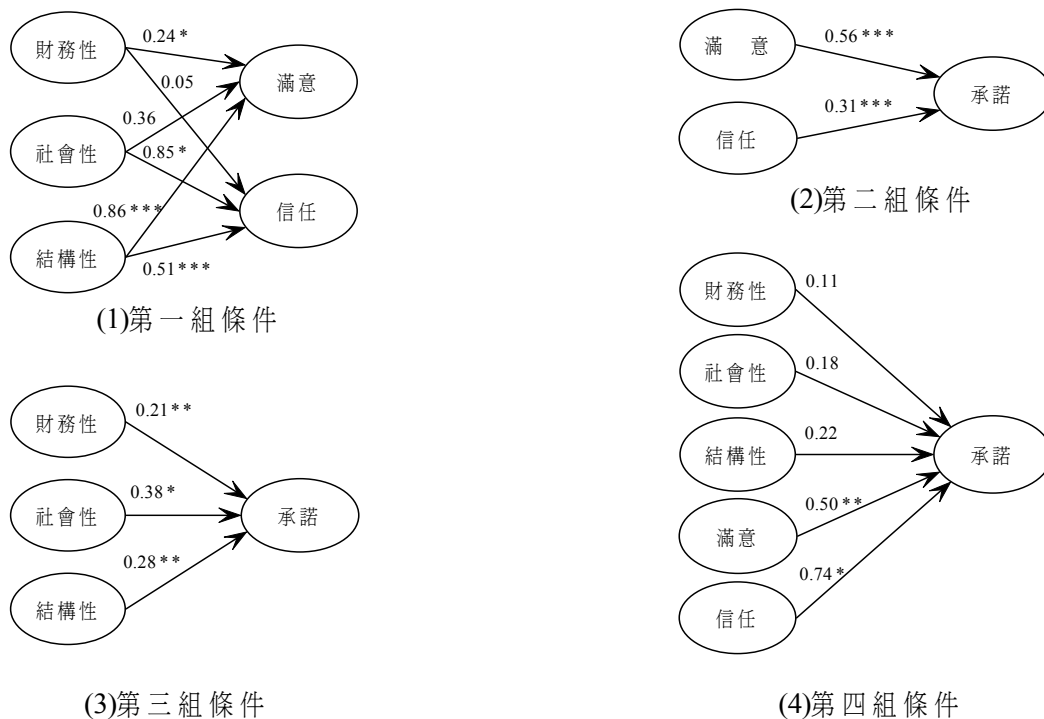 財務性
社會性
結構性
滿意
信任
0.24*
0.05
0.36
0.85*
0.86***
0.51***
(1)第一組條件
滿 意
信任
承諾
0.56***
0.31***
(2)第二組條件
財務性
社會性
結構性
承諾
0.21**
0.38*
0.28**
(3)第三組條件
財務性
社會性
結構性
滿意
信任
承諾
0.11
0.18
0.22
0.50**
0.74*
(4)第四組條件